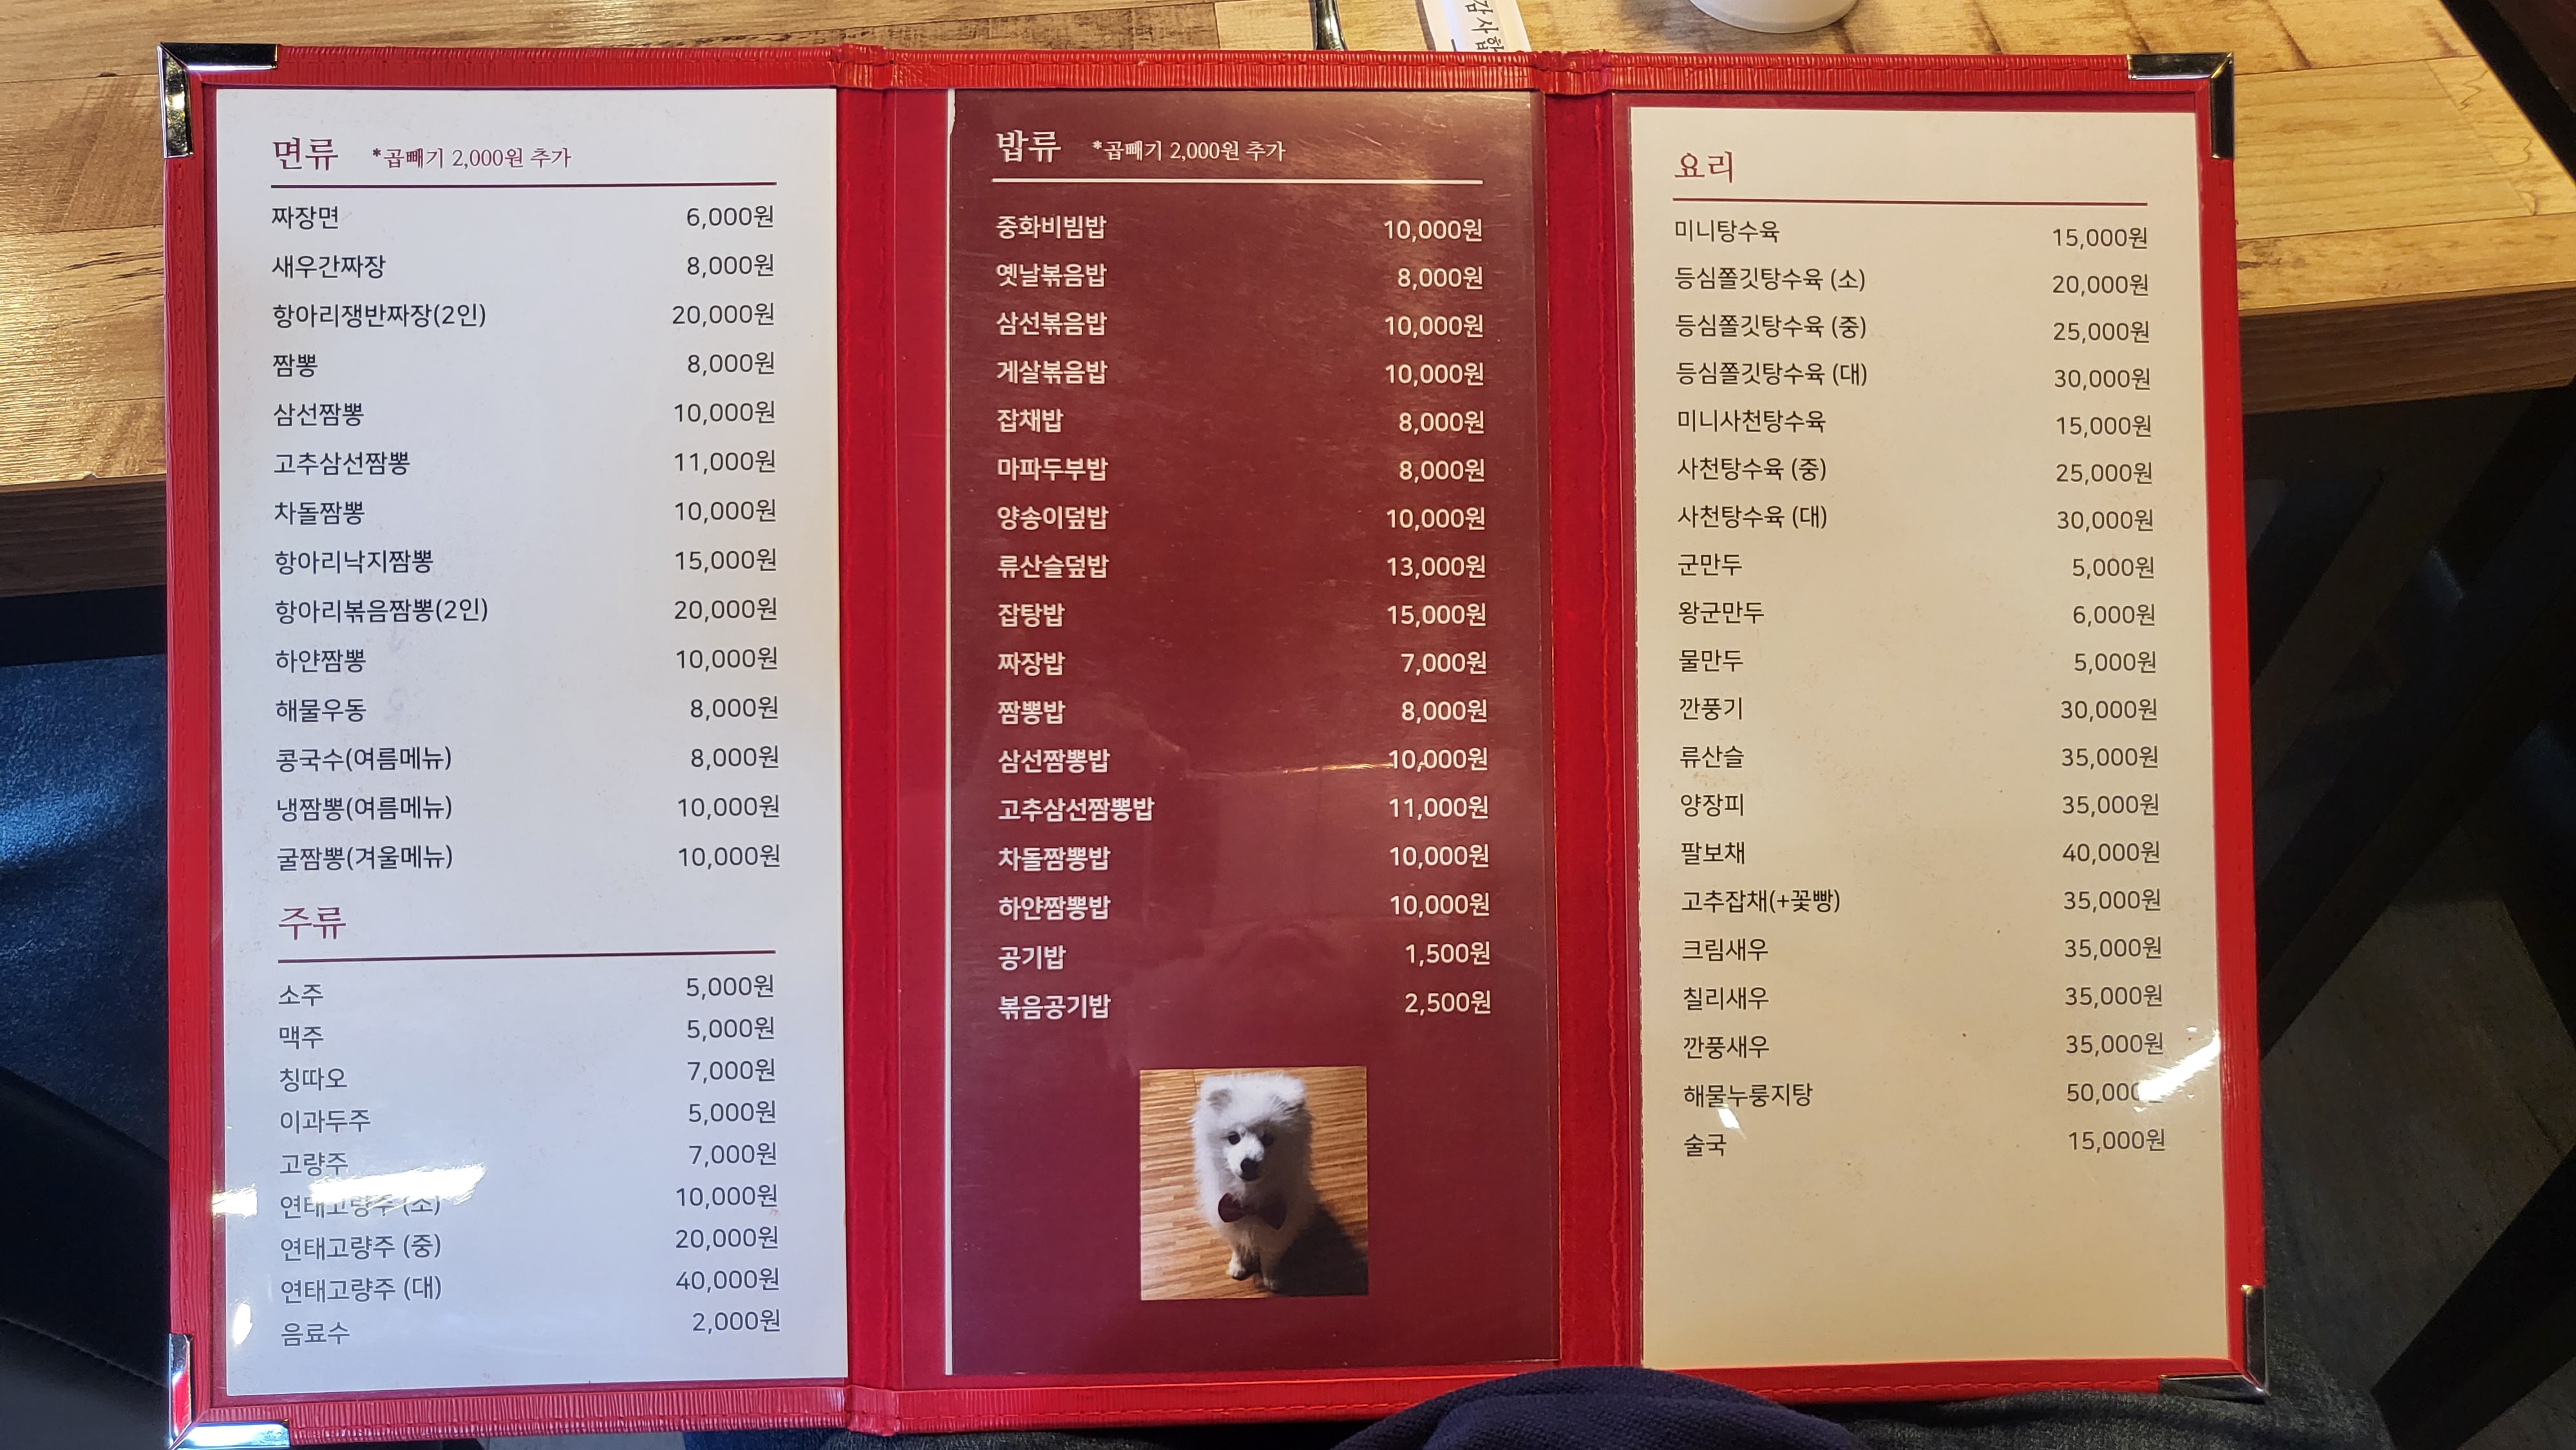 감사합
면류 *곱빼기 2,000원 추가
짜장면 6,000원
새우간짜장 8,000원
항아리쟁반짜장(2인) 20,000원
짬뽕 8,000원
삼선짬뽕 10,000원
고추삼선짬뽕 11,000원
차돌짬뽕 10,000원
항아리낙지짬뽕 15,000원
항아리볶음짬뽕(2인) 20,000원
하얀짬뽕 10,000원
해물우동 8,000원
콩국수(여름메뉴) 8,000원
냉짬뽕(여름메뉴) 10,000원
굴짬뽕(겨울메뉴) 10,000원
주류
소주 5,000원
맥주 5,000원
칭따오 7,000원
이과두주 5,000원
고량주 7,000원
연태고량주 (소) 10,000원
연태고량주 (중) 20,000원
연태고량주 (대) 40,000원
음료수 2,000원
밥류 *곱빼기 2,000원 추가
중화비빔밥 10,000원
옛날볶음밥 8,000원
삼선볶음밥 10,000원
게살볶음밥 10,000원
잡채밥 8,000원
마파두부밥 8,000원
양송이덮밥 10,000원
류산슬덮밥 13,000원
잡탕밥 15,000원
짜장밥 7,000원
짬뽕밥 8,000원
삼선짬뽕밥 10,000원
고추삼선짬뽕밥 11,000원
차돌짬뽕밥 10,000원
하얀짬뽕밥 10,000원
공기밥 1,500원
볶음공기밥 2,500원
요리
미니탕수육 15,000원
등심쫄깃탕수육 (소) 20,000원
등심쫄깃탕수육 (중) 25,000원
등심쫄깃탕수육 (대) 30,000원
미니사천탕수육 15,000원
사천탕수육 (중) 25,000원
사천탕수육 (대) 30,000원
군만두 5,000원
왕군만두 6,000원
물만두 5,000원
깐풍기 30,000원
류산슬 35,000원
양장피 35,000원
팔보채 40,000원
고추잡채(+꽃빵) 35,000원
크림새우 35,000원
칠리새우 35,000원
깐풍새우 35,000원
해물누룽지탕 50,000
술국 15,000원